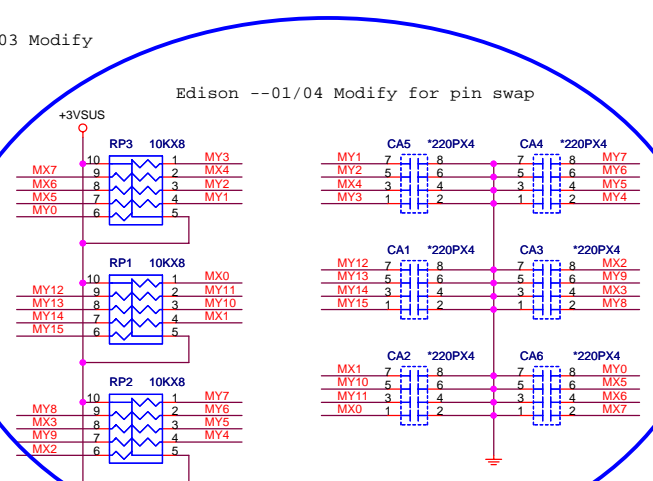 03 Modify
Edison --01/04 Modify for pin swap
+3VSUS
RP3 10KX8
10 1 MY3
MX7 9 2 MX4
MX6 8 3 MY2
MX5 7 4 MY1
MY0 6 5
RP1 10KX8
10 1 MX0
MY12 9 2 MY11
MY13 8 3 MY10
MY14 7 4 MX1
MY15 6 5
RP2 10KX8
10 1 MY7
MY8 9 2 MY6
MX3 8 3 MY5
MY9 7 4 MY4
MX2 6 5
CA5 *220PX4
MY1 7 8
MY2 5 6
MX4 3 4
MY3 1 2
CA4 *220PX4
7 8 MY7
5 6 MY6
3 4 MY5
1 2 MY4
CA1 *220PX4
MY12 7 8
MY13 5 6
MY14 3 4
MY15 1 2
CA3 *220PX4
7 8 MX2
5 6 MY9
3 4 MX3
1 2 MY8
CA2 *220PX4
MX1 7 8
MY10 5 6
MY11 3 4
MX0 1 2
CA6 *220PX4
7 8 MY0
5 6 MX5
3 4 MX6
1 2 MX7